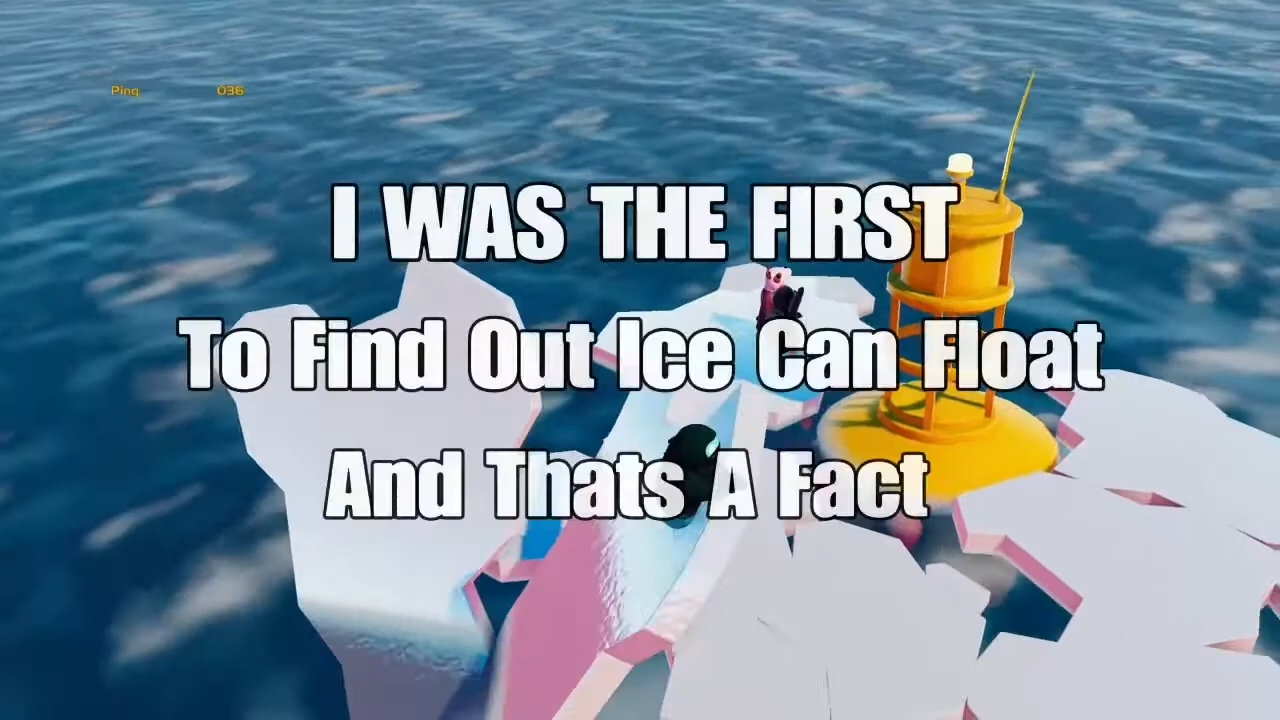 Ping 036
I WAS THE FIRST
To Find Out Ice Can Float
And Thats A Fact